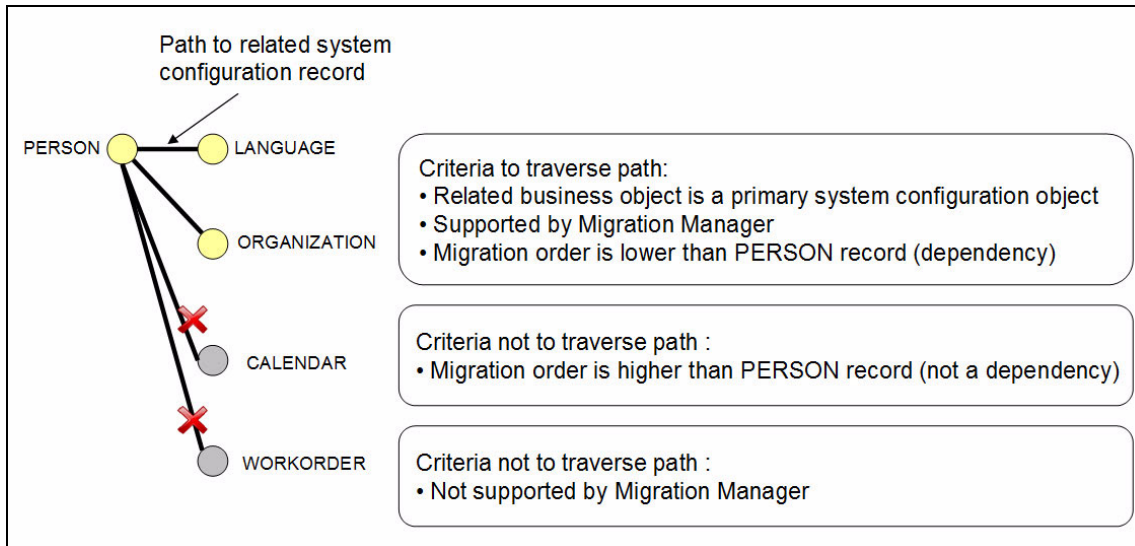 Path to related system
configuration record
PERSON
LANGUAGE
ORGANIZATION
CALENDAR
WORKORDER
Criteria to traverse path:
• Related business object is a primary system configuration object
• Supported by Migration Manager
• Migration order is lower than PERSON record (dependency)
Criteria not to traverse path :
• Migration order is higher than PERSON record (not a dependency)
Criteria not to traverse path :
• Not supported by Migration Manager